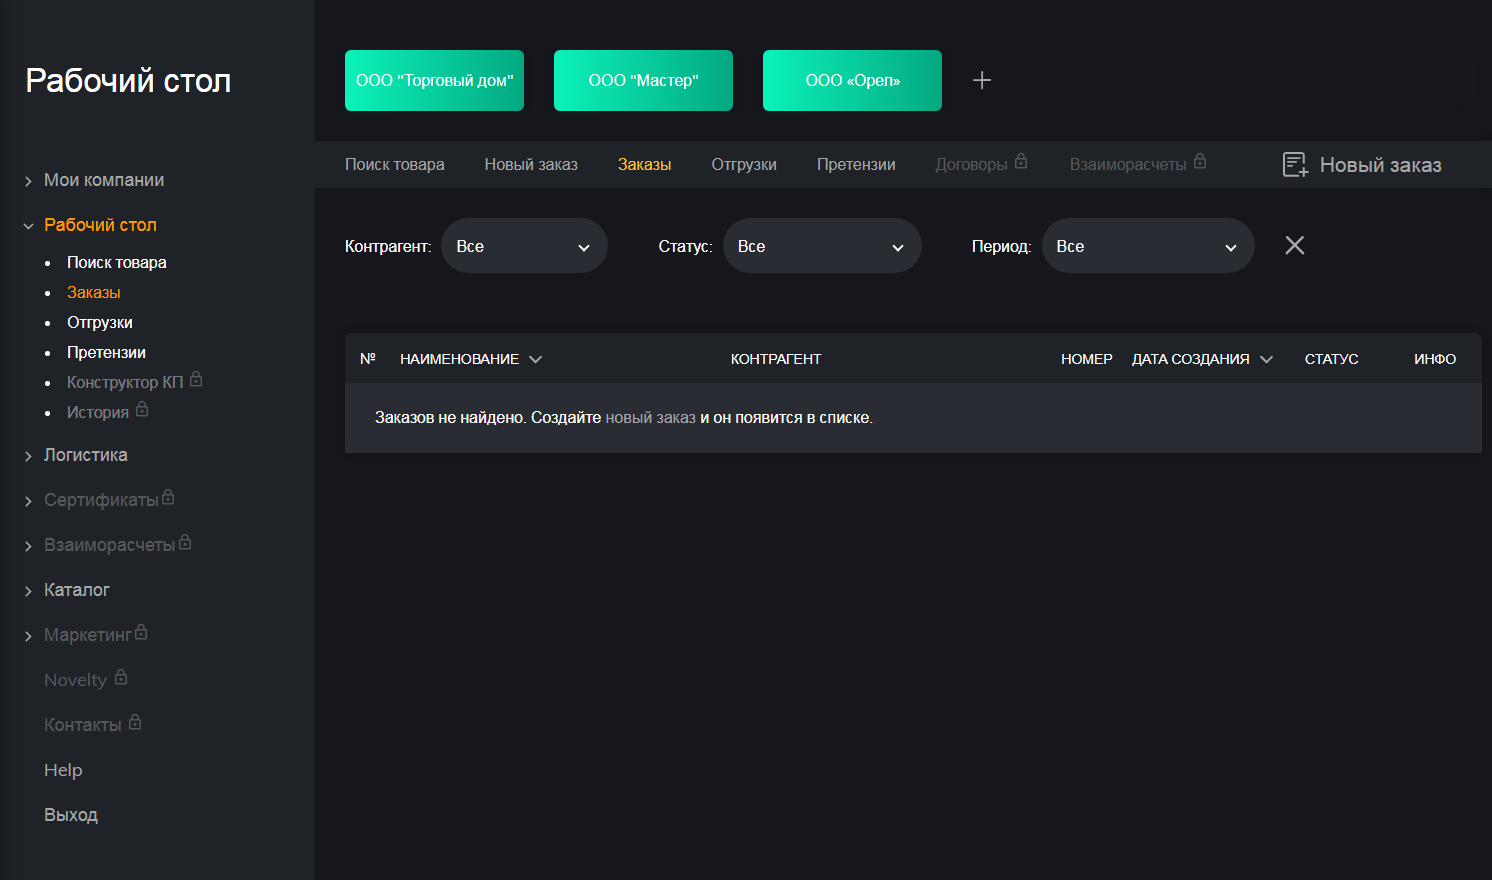 Рабочий стол
Мои компании
Рабочий стол
Поиск товара
Заказы
Отгрузки
Претензии
Конструктор КП
История
Логистика
Сертификаты
Взаиморасчеты
Каталог
Маркетинг
Novelty
Контакты
Help
Выход
ООО "Торговый дом" ООО "Мастер" ООО «Орел»
Поиск товара Новый заказ Заказы Отгрузки Претензии Договоры Взаиморасчеты Новый заказ
Контрагент: Все Статус: Все Период: Все
№ НАИМЕНОВАНИЕ КОНТРАГЕНТ НОМЕР ДАТА СОЗДАНИЯ СТАТУС ИНФО
Заказов не найдено. Создайте новый заказ и он появится в списке.